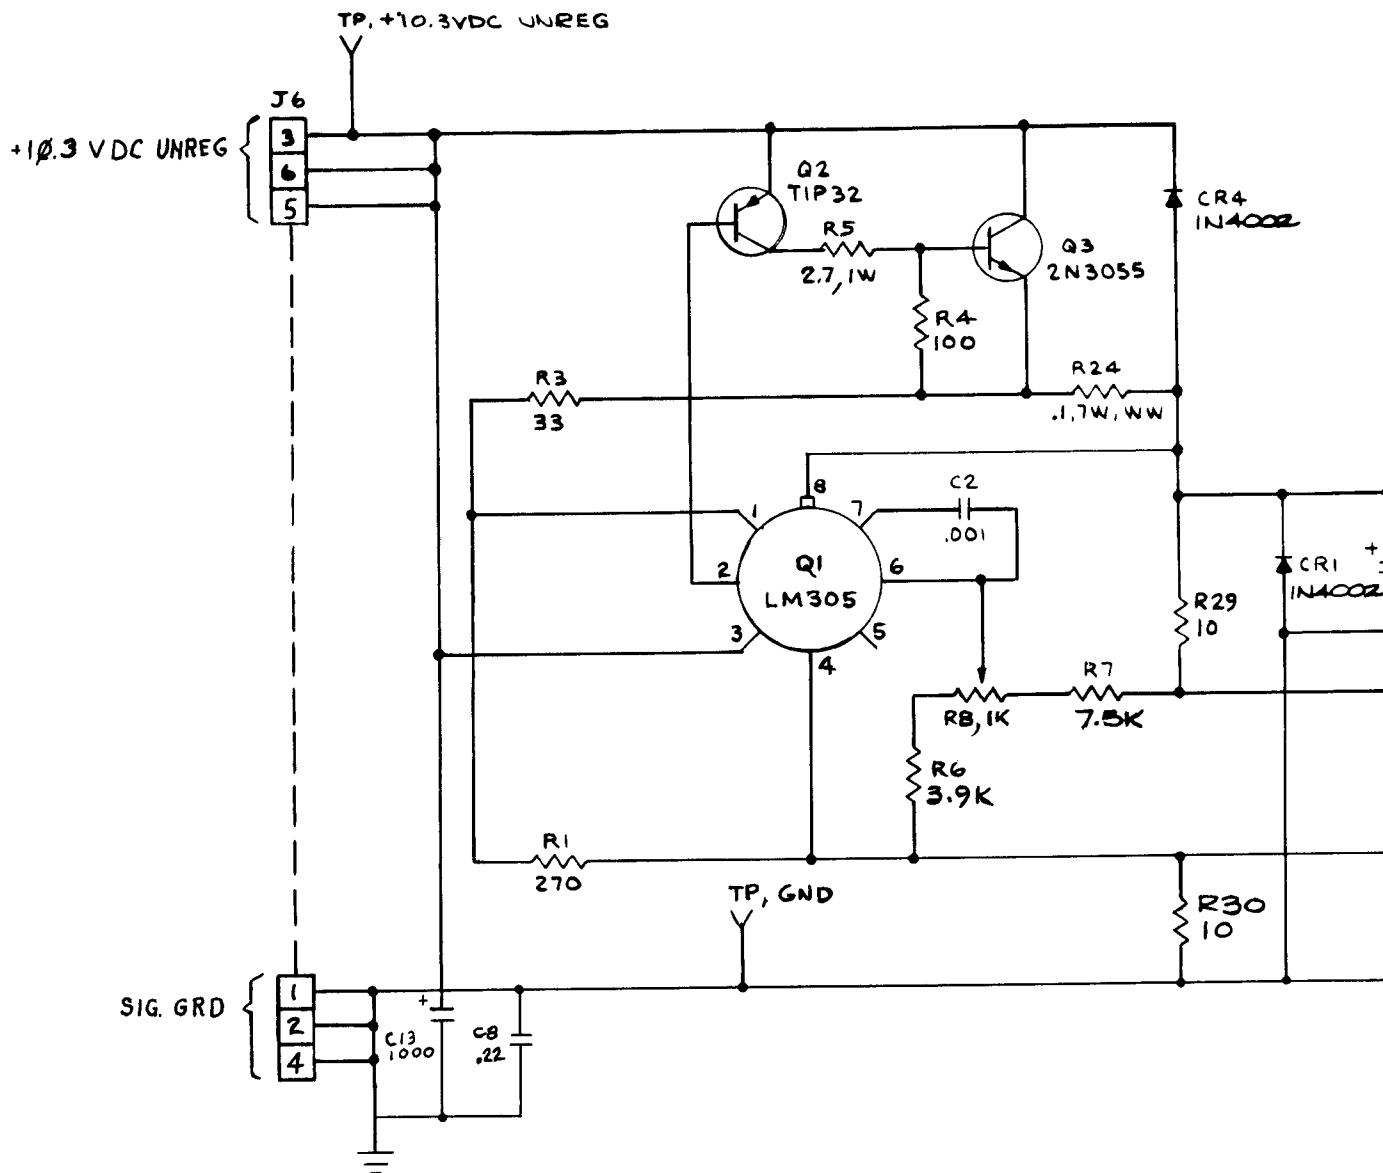 TP, +10.3VDC UNREG
J6
+1Ø.3 VDC UNREG
3
6
5
Q2
TIP32
R5
2.7, 1W
Q3
2N3055
CR4
1N4002
R4
100
R3
33
R24
.1, 7W, WW
8
C2
.001
1
7
2
Q1
LM305
6
3
5
4
+
CR1
1N4002
R29
10
R8, 1K
R7
7.5K
R6
3.9K
R1
270
TP, GND
R30
10
SIG. GRD
1
2
4
+
C13
1000
C8
.22